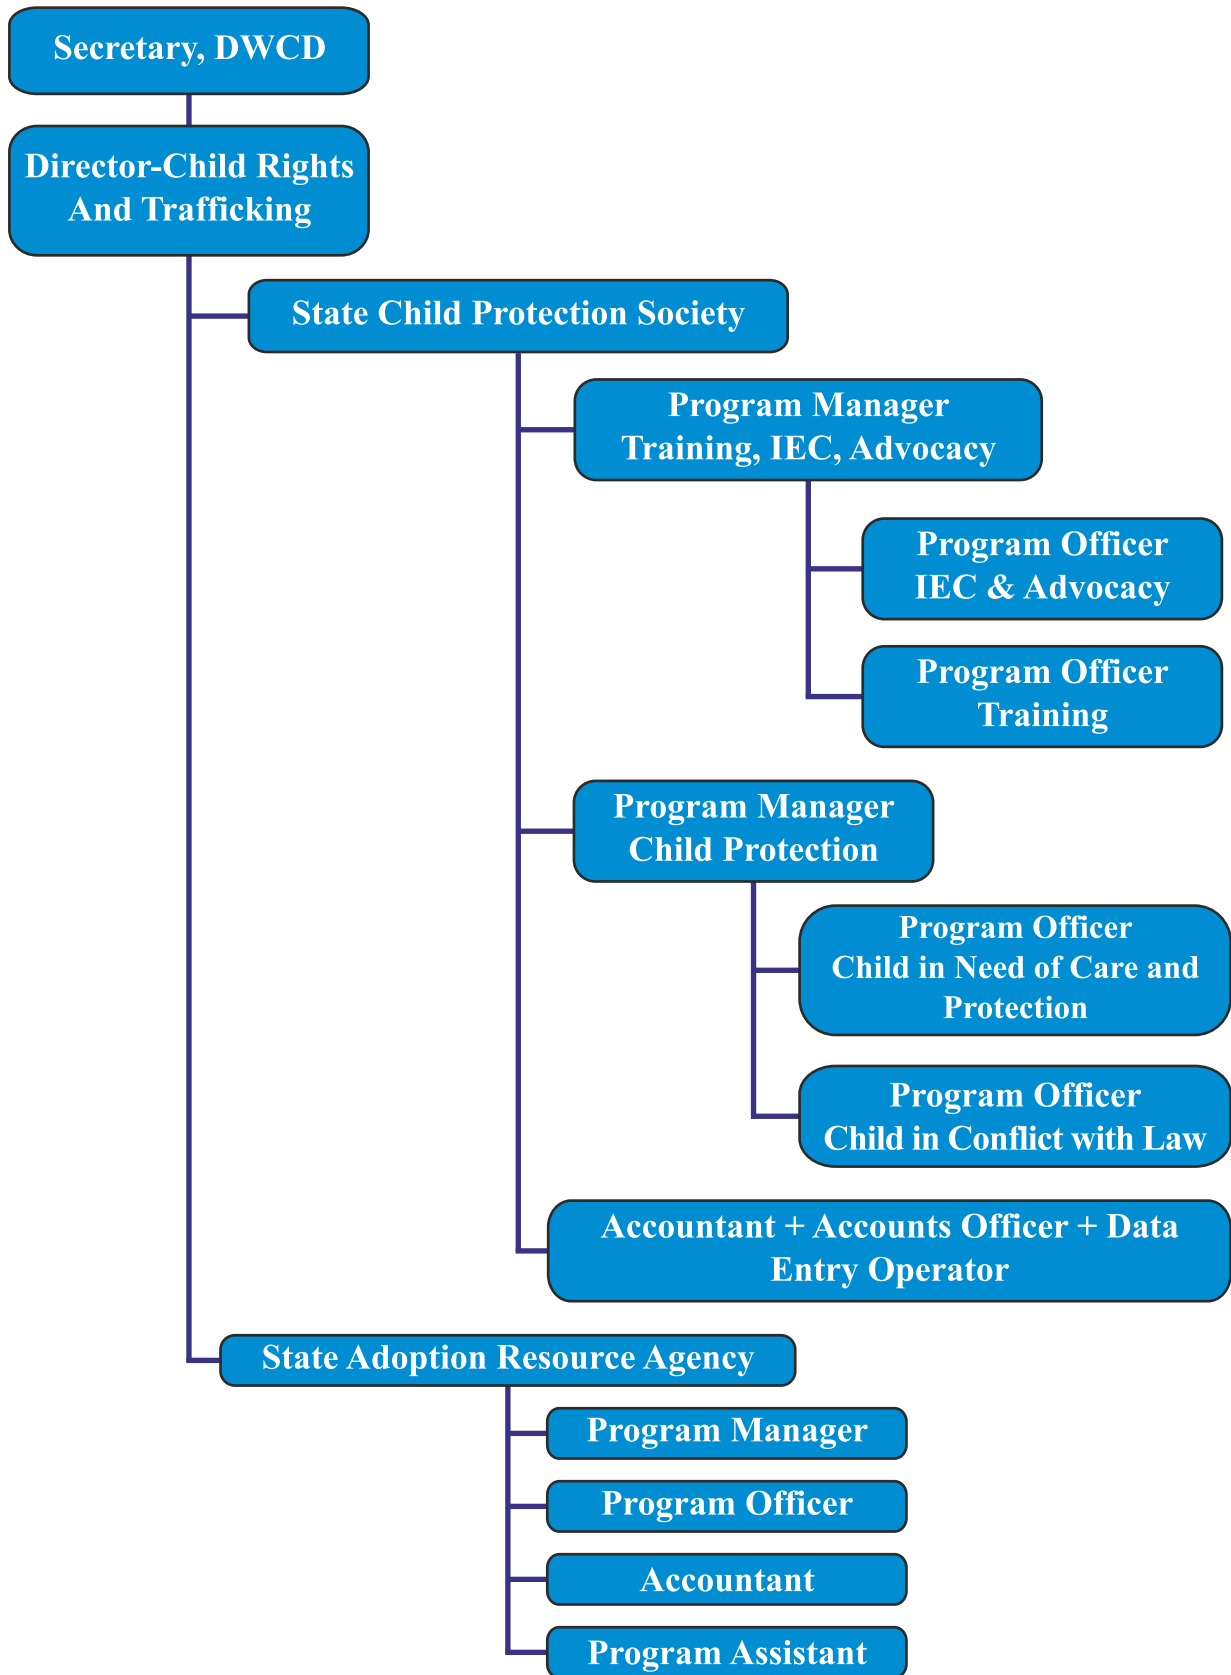 Secretary, DWCD
Director-Child Rights
And Trafficking
State Child Protection Society
Program Manager
Training, IEC, Advocacy
Program Officer
IEC & Advocacy
Program Officer
Training
Program Manager
Child Protection
Program Officer
Child in Need of Care and
Protection
Program Officer
Child in Conflict with Law
Accountant + Accounts Officer + Data
Entry Operator
State Adoption Resource Agency
Program Manager
Program Officer
Accountant
Program Assistant